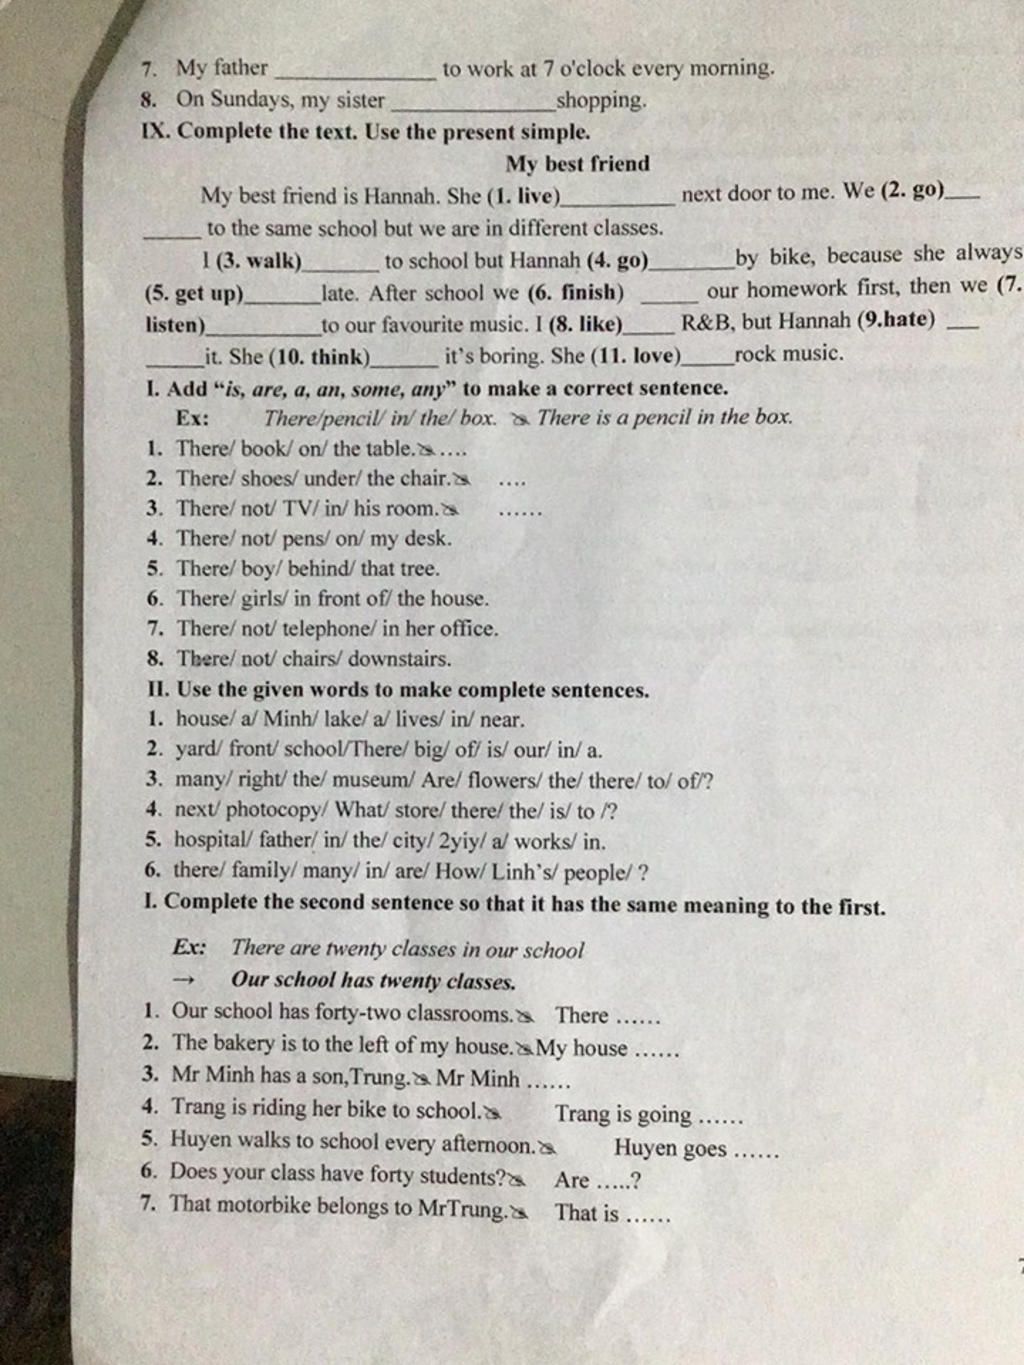 7. My father ______________ to work at 7 o'clock every morning.
8. On Sundays, my sister ______________shopping.
IX. Complete the text. Use the present simple.
My best friend
My best friend is Hannah. She (1. live)__________ next door to me. We (2. go)___
_____ to the same school but we are in different classes.
I (3. walk)_______ to school but Hannah (4. go)________by bike, because she always
(5. get up)_______late. After school we (6. finish) _____ our homework first, then we (7.
listen)__________to our favourite music. I (8. like)_____ R&B, but Hannah (9.hate) ___
_____it. She (10. think)______ it's boring. She (11. love)_____rock music.
I. Add "is, are, a, an, some, any" to make a correct sentence.
Ex: There/pencil/ in/ the/ box. There is a pencil in the box.
1. There/ book/ on/ the table.....
2. There/ shoes/ under/ the chair. ....
3. There/ not/ TV/ in/ his room. ......
4. There/ not/ pens/ on/ my desk.
5. There/ boy/ behind/ that tree.
6. There/ girls/ in front of/ the house.
7. There/ not/ telephone/ in her office.
8. There/ not/ chairs/ downstairs.
II. Use the given words to make complete sentences.
1. house/ a/ Minh/ lake/ a/ lives/ in/ near.
2. yard/ front/ school/There/ big/ of/ is/ our/ in/ a.
3. many/ right/ the/ museum/ Are/ flowers/ the/ there/ to/ of/?
4. next/ photocopy/ What/ store/ there/ the/ is/ to /?
5. hospital/ father/ in/ the/ city/ 2yiy/ a/ works/ in.
6. there/ family/ many/ in/ are/ How/ Linh's/ people/ ?
I. Complete the second sentence so that it has the same meaning to the first.
Ex: There are twenty classes in our school
→ Our school has twenty classes.
1. Our school has forty-two classrooms. There ......
2. The bakery is to the left of my house. My house ......
3. Mr Minh has a son,Trung. Mr Minh ......
4. Trang is riding her bike to school. Trang is going ......
5. Huyen walks to school every afternoon. Huyen goes ......
6. Does your class have forty students? Are .....?
7. That motorbike belongs to MrTrung. That is ......